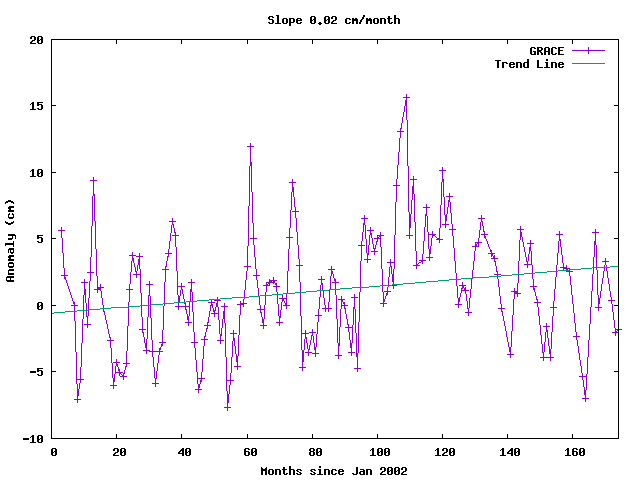 Slope 0.02 cm/month
GRACE
Trend Line
20
15
10
5
0
-5
-10
Anomaly (cm)
0 20 40 60 80 100 120 140 160
Months since Jan 2002